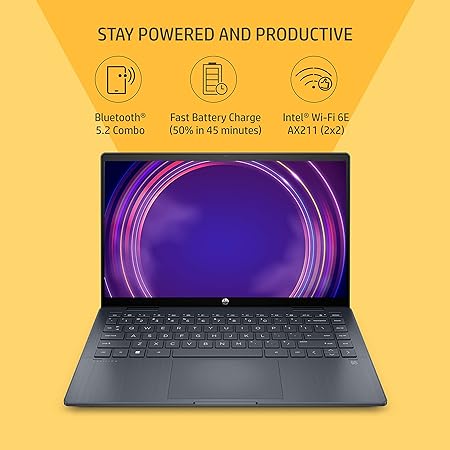 STAY POWERED AND PRODUCTIVE
Bluetooth® 5.2 Combo
Fast Battery Charge (50% in 45 minutes)
Intel® Wi-Fi 6E AX211 (2x2)
hp